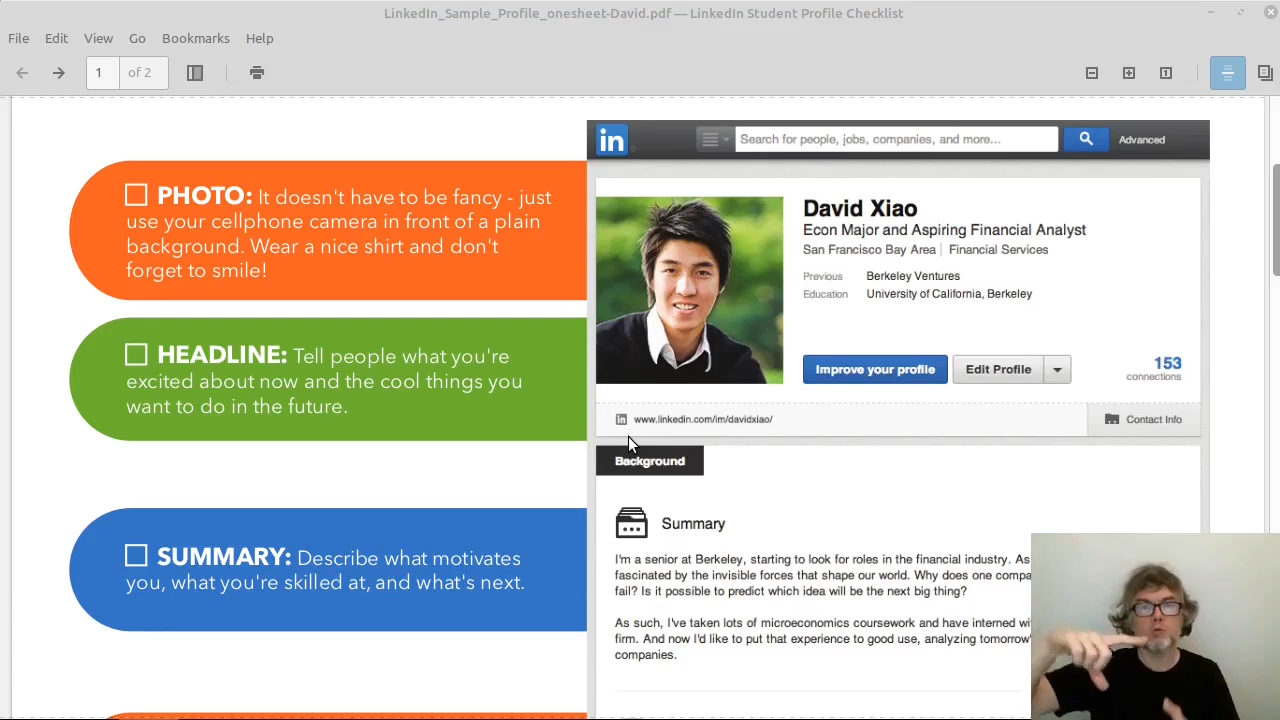 LinkedIn_Sample_Profile_onesheet-David.pdf — LinkedIn Student Profile Checklist
File Edit View Go Bookmarks Help
1 of 2
PHOTO: It doesn't have to be fancy - just
use your cellphone camera in front of a plain
background. Wear a nice shirt and don't
forget to smile!
HEADLINE: Tell people what you're
excited about now and the cool things you
want to do in the future.
SUMMARY: Describe what motivates
you, what you're skilled at, and what's next.
in Search for people, jobs, companies, and more... Advanced
David Xiao
Econ Major and Aspiring Financial Analyst
San Francisco Bay Area Financial Services
Previous Berkeley Ventures
Education University of California, Berkeley
Improve your profile Edit Profile 153
connections
in www.linkedin.com/im/davidxiao/ Contact Info
Background
Summary
I'm a senior at Berkeley, starting to look for roles in the financial industry. As
fascinated by the invisible forces that shape our world. Why does one compa
fail? Is it possible to predict which idea will be the next big thing?
As such, I've taken lots of microeconomics coursework and have interned wi
firm. And now I'd like to put that experience to good use, analyzing tomorrow'
companies.